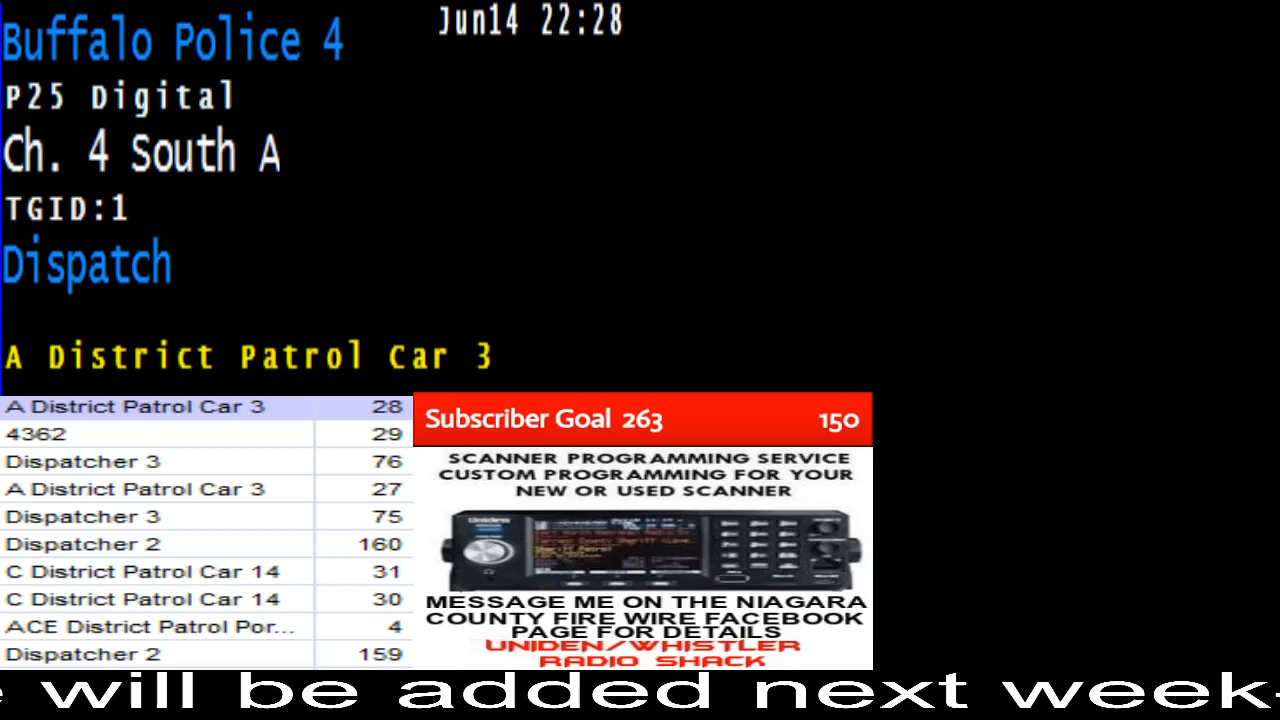 Buffalo Police 4
Jun14 22:28
P25 Digital
Ch. 4 South A
TGID:1
Dispatch
A District Patrol Car 3
A District Patrol Car 3 28
4362 29
Dispatcher 3 76
A District Patrol Car 3 27
Dispatcher 3 75
Dispatcher 2 160
C District Patrol Car 14 31
C District Patrol Car 14 30
ACE District Patrol Por... 4
Dispatcher 2 159
Subscriber Goal 263 150
SCANNER PROGRAMMING SERVICE
CUSTOM PROGRAMMING FOR YOUR
NEW OR USED SCANNER
Uniden
MESSAGE ME ON THE NIAGARA
COUNTY FIRE WIRE FACEBOOK
PAGE FOR DETAILS
UNIDEN/WHISTLER
RADIO SHACK
e will be added next week-